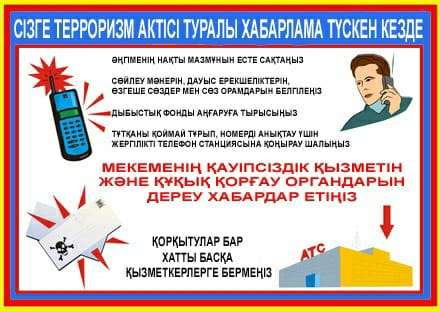 СІЗГЕ ТЕРРОРИЗМ АКТІСІ ТУРАЛЫ ХАБАРЛАМА ТҮСКЕН КЕЗДЕ
ӘҢГІМЕНІҢ НАҚТЫ МАЗМҰНЫН ЕСТЕ САҚТАҢЫЗ
СӨЙЛЕУ МӘНЕРІН, ДАУЫС ЕРЕКШЕЛІКТЕРІН,
ӨЗГЕШЕ СӨЗДЕР МЕН СӨЗ ОРАМДАРЫН БЕЛГІЛЕҢІЗ
ДЫБЫСТЫҚ ФОНДЫ АҢҒАРУҒА ТЫРЫСЫҢЫЗ
ТҰТҚАНЫ ҚОЙМАЙ ТҰРЫП, НОМЕРДІ АНЫҚТАУ ҮШІН
ЖЕРГІЛІКТІ ТЕЛЕФОН СТАНЦИЯСЫНА ҚОҢЫРАУ ШАЛЫҢЫЗ
МЕКЕМЕНІҢ ҚАУІПСІЗДІК ҚЫЗМЕТІН
ЖӘНЕ ҚҰҚЫҚ ҚОРҒАУ ОРГАНДАРЫН
ДЕРЕУ ХАБАРДАР ЕТІҢІЗ
ҚОРҚЫТУЛАР БАР
ХАТТЫ БАСҚА
ҚЫЗМЕТКЕРЛЕРГЕ БЕРМЕҢІЗ
АТС